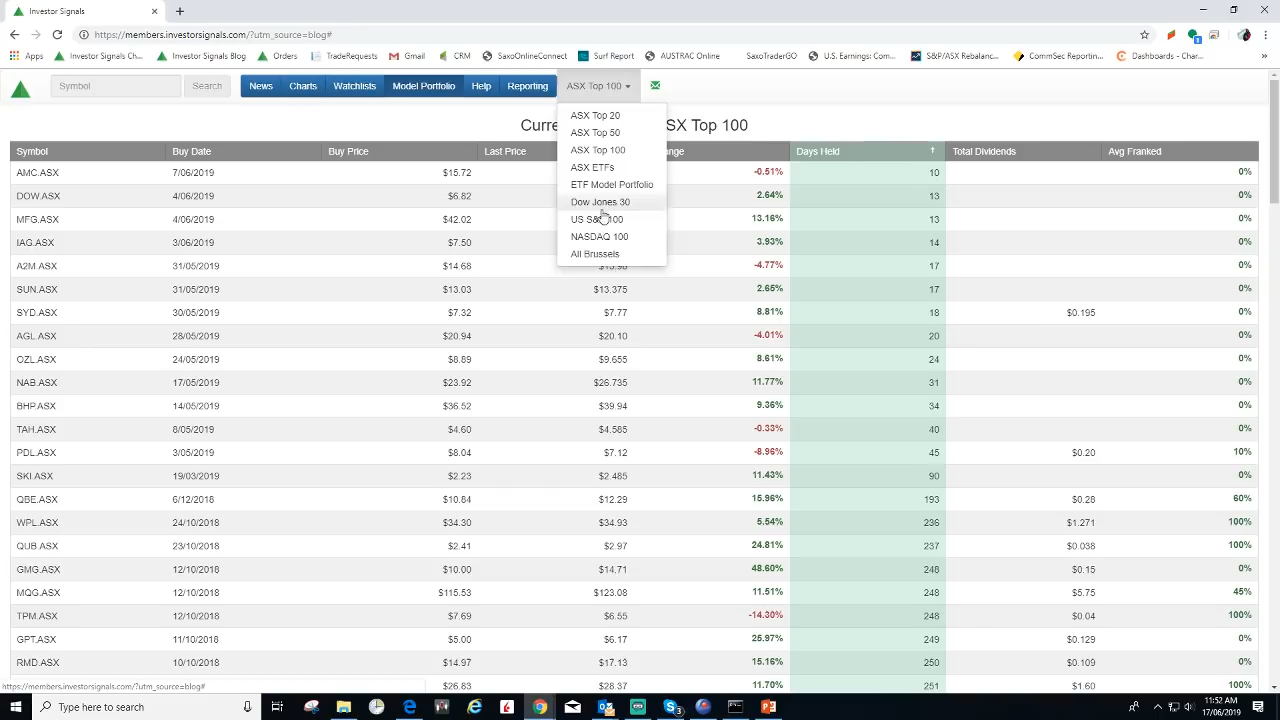 Investor Signals
https://members.investorsignals.com/?utm_source=blog#
Apps Investor Signals Ch... Investor Signals Blog Orders TradeRequests Gmail CRM SaxoOnlineConnect Surf Report AUSTRAC Online SaxoTraderGO U.S. Earnings: Com... S&P/ASX Rebalanc... CommSec Reportin... Dashboards - Char...
Symbol Search News Charts Watchlists Model Portfolio Help Reporting ASX Top 100
ASX Top 20
ASX Top 50
ASX Top 100
ASX ETFs
ETF Model Portfolio
Dow Jones 30
US S&P 100
NASDAQ 100
All Brussels
Curre SX Top 100
Symbol Buy Date Buy Price Last Price nge Days Held ↑ Total Dividends Avg Franked
AMC.ASX 7/06/2019 $15.72 -0.51% 10 0%
DOW.ASX 4/06/2019 $6.82 2.64% 13 0%
MFG.ASX 4/06/2019 $42.02 13.16% 13 0%
IAG.ASX 3/06/2019 $7.50 3.93% 14 0%
A2M.ASX 31/05/2019 $14.68 -4.77% 17 0%
SUN.ASX 31/05/2019 $13.03 $13.375 2.65% 17 0%
SYD.ASX 30/05/2019 $7.32 $7.77 8.81% 18 $0.195 0%
AGL.ASX 28/05/2019 $20.94 $20.10 -4.01% 20 0%
OZL.ASX 24/05/2019 $8.89 $9.655 8.61% 24 0%
NAB.ASX 17/05/2019 $23.92 $26.735 11.77% 31 0%
BHP.ASX 14/05/2019 $36.52 $39.94 9.36% 34 0%
TAH.ASX 8/05/2019 $4.60 $4.585 -0.33% 40 0%
PDL.ASX 3/05/2019 $8.04 $7.12 -8.96% 45 $0.20 10%
SKI.ASX 19/03/2019 $2.23 $2.485 11.43% 90 0%
QBE.ASX 6/12/2018 $10.84 $12.29 15.96% 193 $0.28 60%
WPL.ASX 24/10/2018 $34.30 $34.93 5.54% 236 $1.271 100%
QUB.ASX 23/10/2018 $2.41 $2.97 24.81% 237 $0.038 100%
GMG.ASX 12/10/2018 $10.00 $14.71 48.60% 248 $0.15 0%
MQG.ASX 12/10/2018 $115.53 $123.08 11.51% 248 $5.75 45%
TPM.ASX 12/10/2018 $7.69 $6.55 -14.30% 248 $0.04 100%
GPT.ASX 11/10/2018 $5.00 $6.17 25.97% 249 $0.129 0%
RMD.ASX 10/10/2018 $14.97 $17.13 15.16% 250 $0.109 0%
$26.83 $28.37 11.70% 251 $1.60 100%
https://members.investorsignals.com/?utm_source=blog#
Type here to search
11:52 AM
17/06/2019